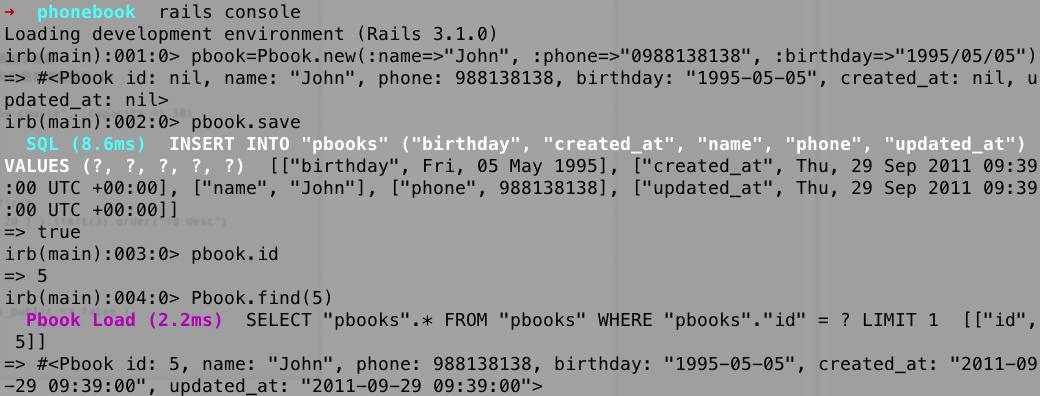 →  phonebook  rails console
Loading development environment (Rails 3.1.0)
irb(main):001:0> pbook=Pbook.new(:name=>"John", :phone=>"0988138138", :birthday=>"1995/05/05")
=> #<Pbook id: nil, name: "John", phone: 988138138, birthday: "1995-05-05", created_at: nil, u
pdated_at: nil>
irb(main):002:0> pbook.save
  SQL (8.6ms)  INSERT INTO "pbooks" ("birthday", "created_at", "name", "phone", "updated_at")
VALUES (?, ?, ?, ?, ?)  [["birthday", Fri, 05 May 1995], ["created_at", Thu, 29 Sep 2011 09:39
:00 UTC +00:00], ["name", "John"], ["phone", 988138138], ["updated_at", Thu, 29 Sep 2011 09:39
:00 UTC +00:00]]
=> true
irb(main):003:0> pbook.id
=> 5
irb(main):004:0> Pbook.find(5)
  Pbook Load (2.2ms)  SELECT "pbooks".* FROM "pbooks" WHERE "pbooks"."id" = ? LIMIT 1  [["id",
 5]]
=> #<Pbook id: 5, name: "John", phone: 988138138, birthday: "1995-05-05", created_at: "2011-09
-29 09:39:00", updated_at: "2011-09-29 09:39:00">